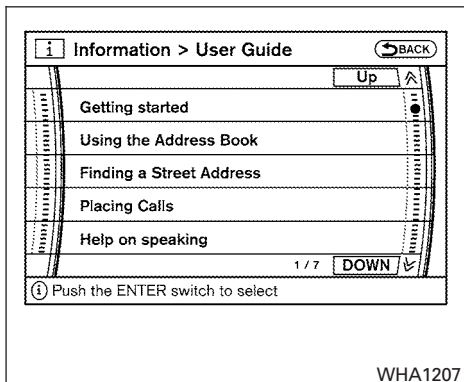 i Information > User Guide BACK
Up
Getting started
Using the Address Book
Finding a Street Address
Placing Calls
Help on speaking
1 / 7 DOWN
i Push the ENTER switch to select
WHA1207